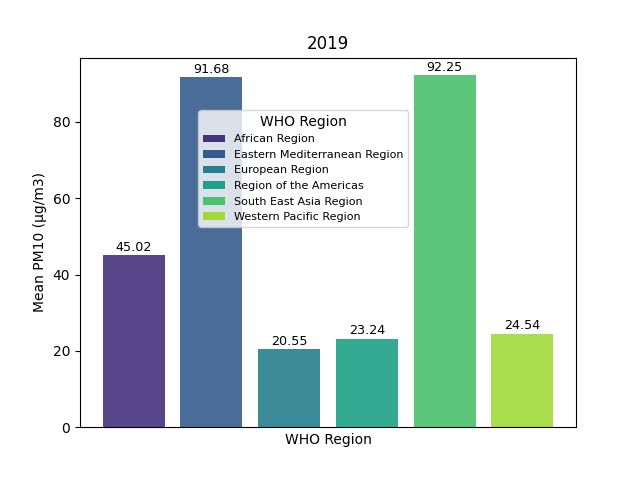 2019
92.25
91.68
80
WHO Region
African Region
Eastern Mediterranean Region
European Region
Region of the Americas
South East Asia Region
Western Pacific Region
60
Mean PM10 (µg/m3)
45.02
40
24.54
23.24
20.55
20
0
WHO Region